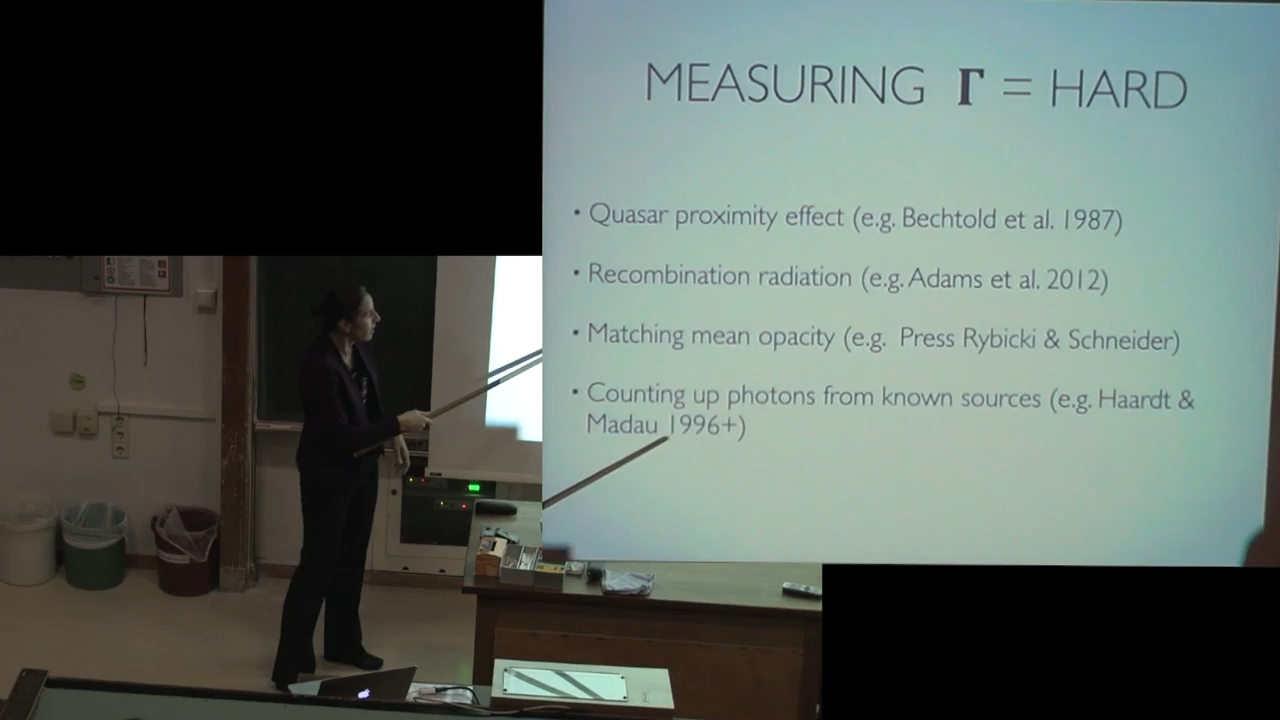 MEASURING Γ = HARD
• Quasar proximity effect (e.g. Bechtold et al. 1987)
• Recombination radiation (e.g. Adams et al. 2012)
• Matching mean opacity (e.g. Press Rybicki & Schneider)
• Counting up photons from known sources (e.g. Haardt &
Madau 1996+)